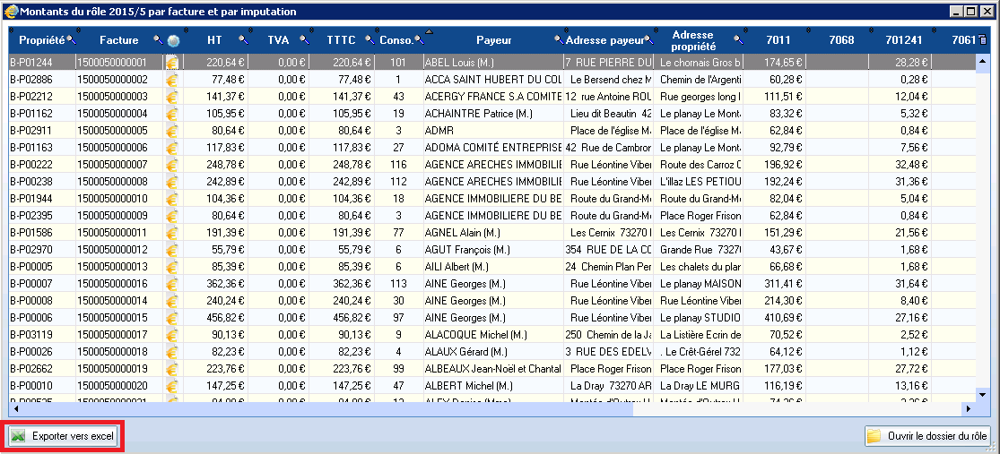 Montants du rôle 2015/5 par facture et par imputation
Propriété Facture HT TVA TTTC Conso. Payeur Adresse payeur Adresse propriété 7011 7068 701241 7061
B-P01244 1500050000001 220,64 € 0,00 € 220,64 € 101 ABEL Louis (M.) 7 RUE PIERRE DU Le chornais Gros b 174,65 € 28,28 €
B-P02886 1500050000002 77,48 € 0,00 € 77,48 € 1 ACCA SAINT HUBERT DU COL Le Bersend chez M Chemin de l'Argenti 60,28 € 0,28 €
B-P02212 1500050000003 141,37 € 0,00 € 141,37 € 43 ACERGY FRANCE S.A COMITE 12 rue Antoine ROU Rue georges long l 111,51 € 12,04 €
B-P01162 1500050000004 105,95 € 0,00 € 105,95 € 19 ACHAINTRE Patrice (M.) Lieu dit Beautin 42 Le planay Le Mont 83,32 € 5,32 €
B-P02911 1500050000005 80,64 € 0,00 € 80,64 € 3 ADMR Place de l'église M Place de l'église M 62,84 € 0,84 €
B-P01163 1500050000006 117,83 € 0,00 € 117,83 € 27 ADOMA COMITÉ ENTREPRISE 42 Rue de Cambron Le planay Le Mont 92,79 € 7,56 €
B-P00222 1500050000007 248,78 € 0,00 € 248,78 € 116 AGENCE ARECHES IMMOBILIE Rue Léontine Viber Route des Carroz C 196,92 € 32,48 €
B-P00238 1500050000008 242,89 € 0,00 € 242,89 € 112 AGENCE ARECHES IMMOBILIE Rue Léontine Viber L'illaz LES PETIOU 192,24 € 31,36 €
B-P01944 1500050000010 104,36 € 0,00 € 104,36 € 18 AGENCE IMMOBILIERE DU BE Route du Grand-M Route du Grand-M 82,04 € 5,04 €
B-P02395 1500050000009 80,64 € 0,00 € 80,64 € 3 AGENCE IMMOBILIERE DU BE Route du Grand-M Place Roger Frison 62,84 € 0,84 €
B-P01586 1500050000011 191,39 € 0,00 € 191,39 € 77 AGNEL Alain (M.) Les Cernix 73270 Les Cernix 73270 151,29 € 21,56 €
B-P02970 1500050000012 55,79 € 0,00 € 55,79 € 6 AGUT François (M.) 354 RUE DE LA CO Grande Rue 7327 43,67 € 1,68 €
B-P00005 1500050000013 85,39 € 0,00 € 85,39 € 6 AILI Albert (M.) 24 Chemin Plan Per Les chalets du plar 66,68 € 1,68 €
B-P00007 1500050000016 362,36 € 0,00 € 362,36 € 113 AINE Georges (M.) Rue Léontine Viber Le planay MAISON 311,41 € 31,64 €
B-P00008 1500050000014 240,24 € 0,00 € 240,24 € 30 AINE Georges (M.) Rue Léontine Viber Rue Léontine Viber 214,30 € 8,40 €
B-P00006 1500050000015 456,82 € 0,00 € 456,82 € 97 AINE Georges (M.) Rue Léontine Viber Le planay STUDIO 410,69 € 27,16 €
B-P03119 1500050000017 90,13 € 0,00 € 90,13 € 9 ALACOQUE Michel (M.) 250 Chemin de la Ja La Listière Ecrin de 70,52 € 2,52 €
B-P00026 1500050000018 82,23 € 0,00 € 82,23 € 4 ALAUX Gérard (M.) 3 RUE DES EDELV . Le Crêt-Gérel 732 64,12 € 1,12 €
B-P02662 1500050000019 223,76 € 0,00 € 223,76 € 99 ALBEAUX Jean-Noël et Chantal Place Roger Frison Place Roger Frison 177,03 € 27,72 €
B-P00010 1500050000020 147,25 € 0,00 € 147,25 € 47 ALBERT Michel (M.) La Dray 73270 AR La Dray LE MURG 116,19 € 13,16 €
Exporter vers excel Ouvrir le dossier du rôle